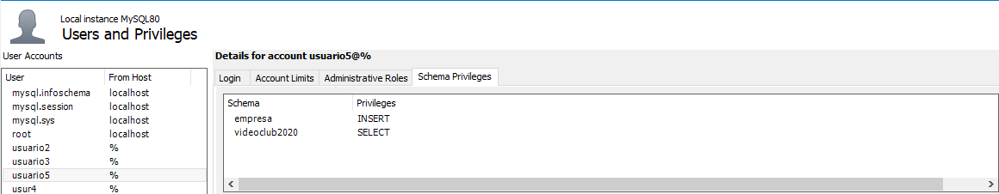 Local instance MySQL80
Users and Privileges
User Accounts
User From Host
mysql.infoschema localhost
mysql.session localhost
mysql.sys localhost
root localhost
usuario2 %
usuario3 %
usuario5 %
usur4 %
Details for account usuario5@%
Login Account Limits Administrative Roles Schema Privileges
Schema Privileges
empresa INSERT
videoclub2020 SELECT